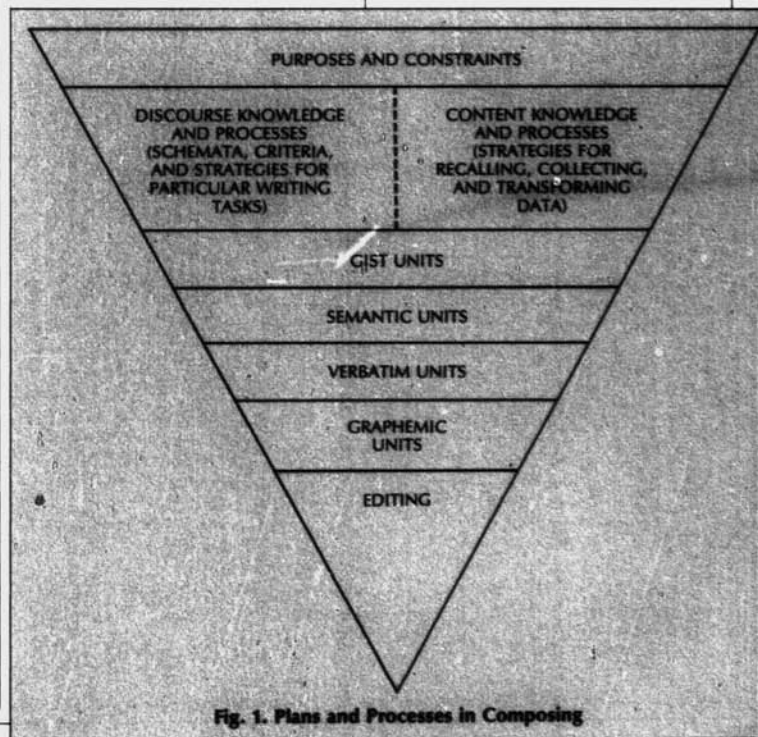 PURPOSES AND CONSTRAINTS
DISCOURSE KNOWLEDGE
AND PROCESSES
(SCHEMATA, CRITERIA,
AND STRATEGIES FOR
PARTICULAR WRITING
TASKS)
CONTENT KNOWLEDGE
AND PROCESSES
(STRATEGIES FOR
RECALLING, COLLECTING,
AND TRANSFORMING
DATA)
GIST UNITS
SEMANTIC UNITS
VERBATIM UNITS
GRAPHEMIC
UNITS
EDITING
Fig. 1. Plans and Processes in Composing